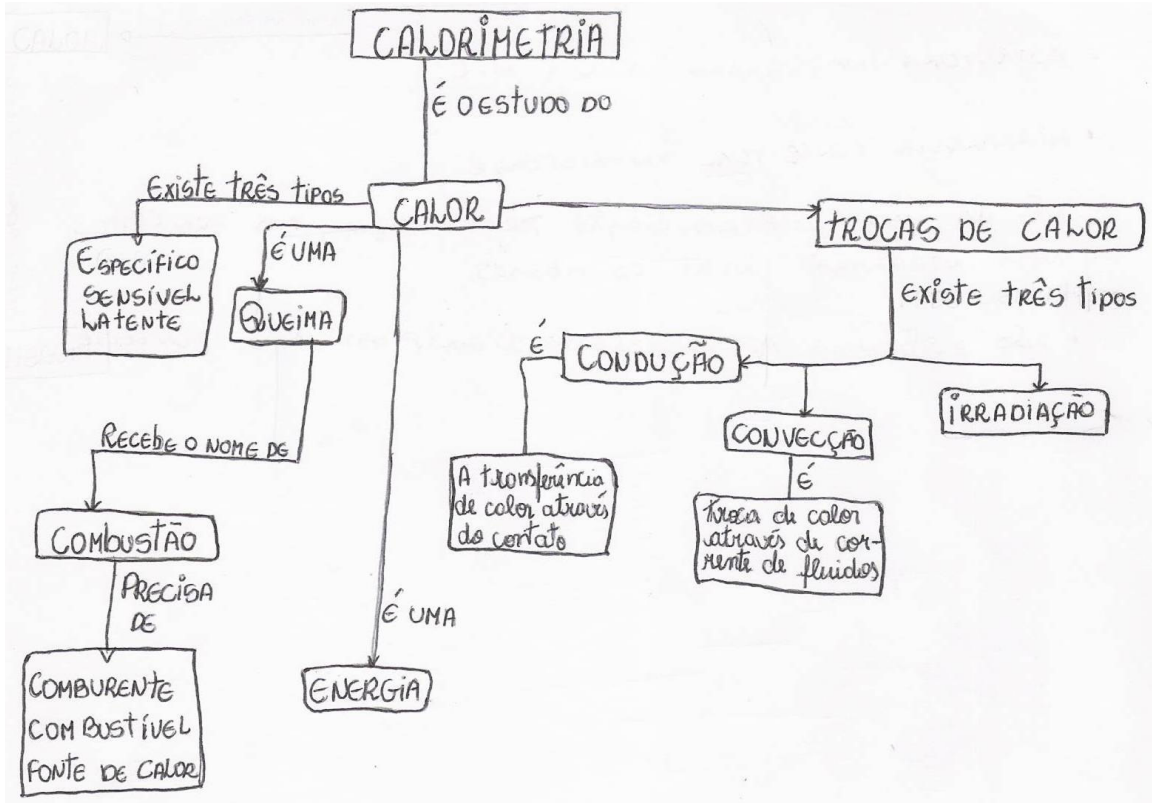 CALORIMETRIA
É O ESTUDO DO
EXISTE TRÊS TIPOS
CALOR
TROCAS DE CALOR
ESPECÍFICO
SENSÍVEL
LATENTE
É UMA
QUEIMA
EXISTE TRÊS TIPOS
É
CONDUÇÃO
IRRADIAÇÃO
CONVECÇÃO
RECEBE O NOME DE
A transferência
de calor através
do contato
É
troca de calor
através de cor-
rente de fluidos
COMBUSTÃO
PRECISA
DE
É UMA
COMBURENTE
COMBUSTÍVEL
FONTE DE CALOR
ENERGIA